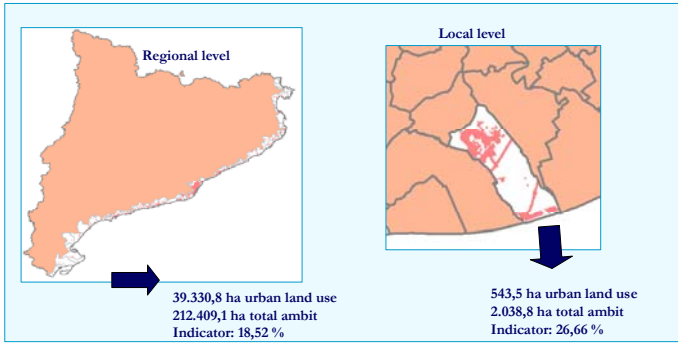 Regional level
39.330,8 ha urban land use
212.409,1 ha total ambit
Indicator: 18,52 %
Local level
543,5 ha urban land use
2.038,8 ha total ambit
Indicator: 26,66 %